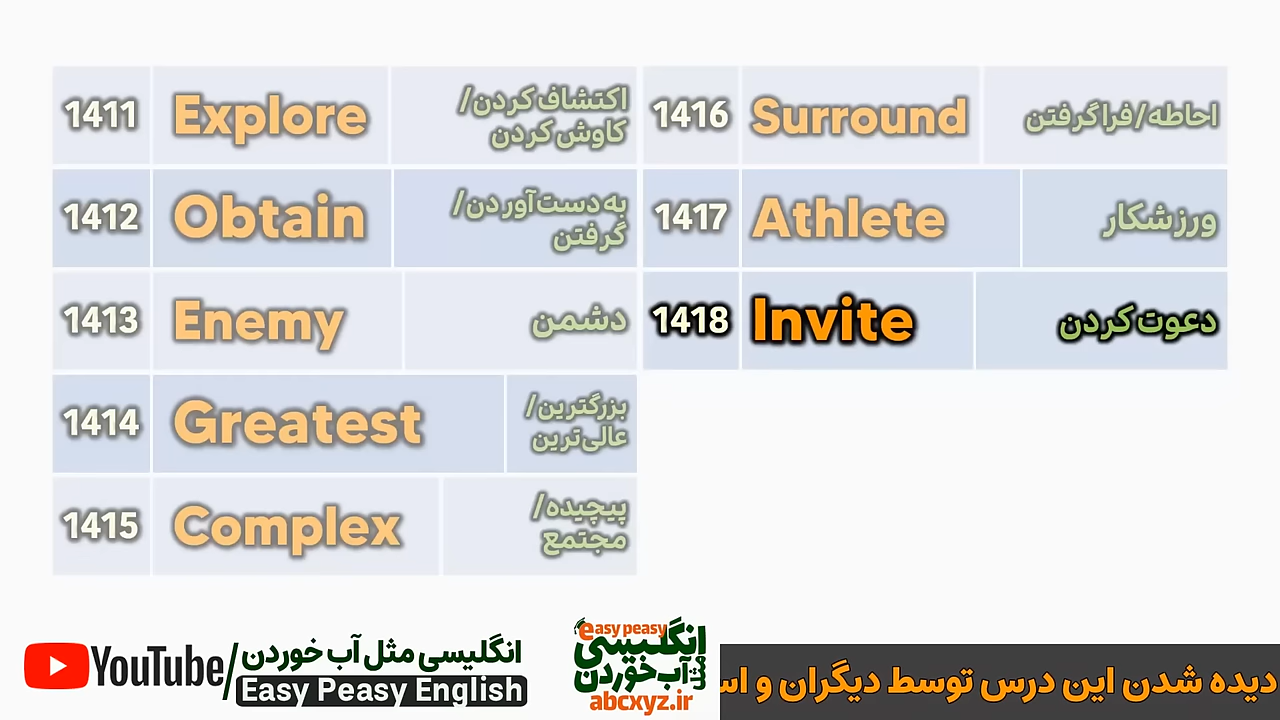 1411 Explore اکتشاف کردن/
کاوش کردن
1412 Obtain به دست آوردن/
گرفتن
1413 Enemy دشمن
1414 Greatest بزرگترین/
عالی‌ترین
1415 Complex پیچیده/
مجتمع
1416 Surround احاطه/فراگرفتن
1417 Athlete ورزشکار
1418 Invite دعوت کردن
YouTube/انگلیسی مثل آب خوردن
Easy Peasy English
easy peasy
انگلیسی
مثل آب خوردن
abcxyz.ir
دیده شدن این درس توسط دیگران و